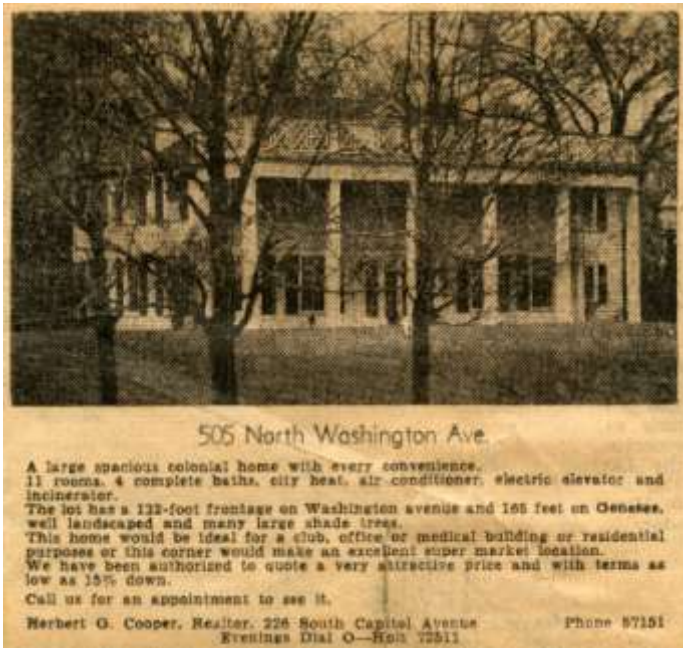 505 North Washington Ave.
A large spacious colonial home with every convenience.
11 rooms, 4 complete baths, city heat, air conditioner, electric elevator and
incinerator.
The lot has a 132-foot frontage on Washington avenue and 165 feet on Genesee,
well landscaped and many large shade trees.
This home would be ideal for a club, office or medical building or residential
purposes or this corner would make an excellent super market location.
We have been authorized to quote a very attractive price and with terms as
low as 15% down.
Call us for an appointment to see it.
Herbert G. Cooper, Realtor, 226 South Capitol Avenue Phone 57151
Evenings Dial O—Holt 72511